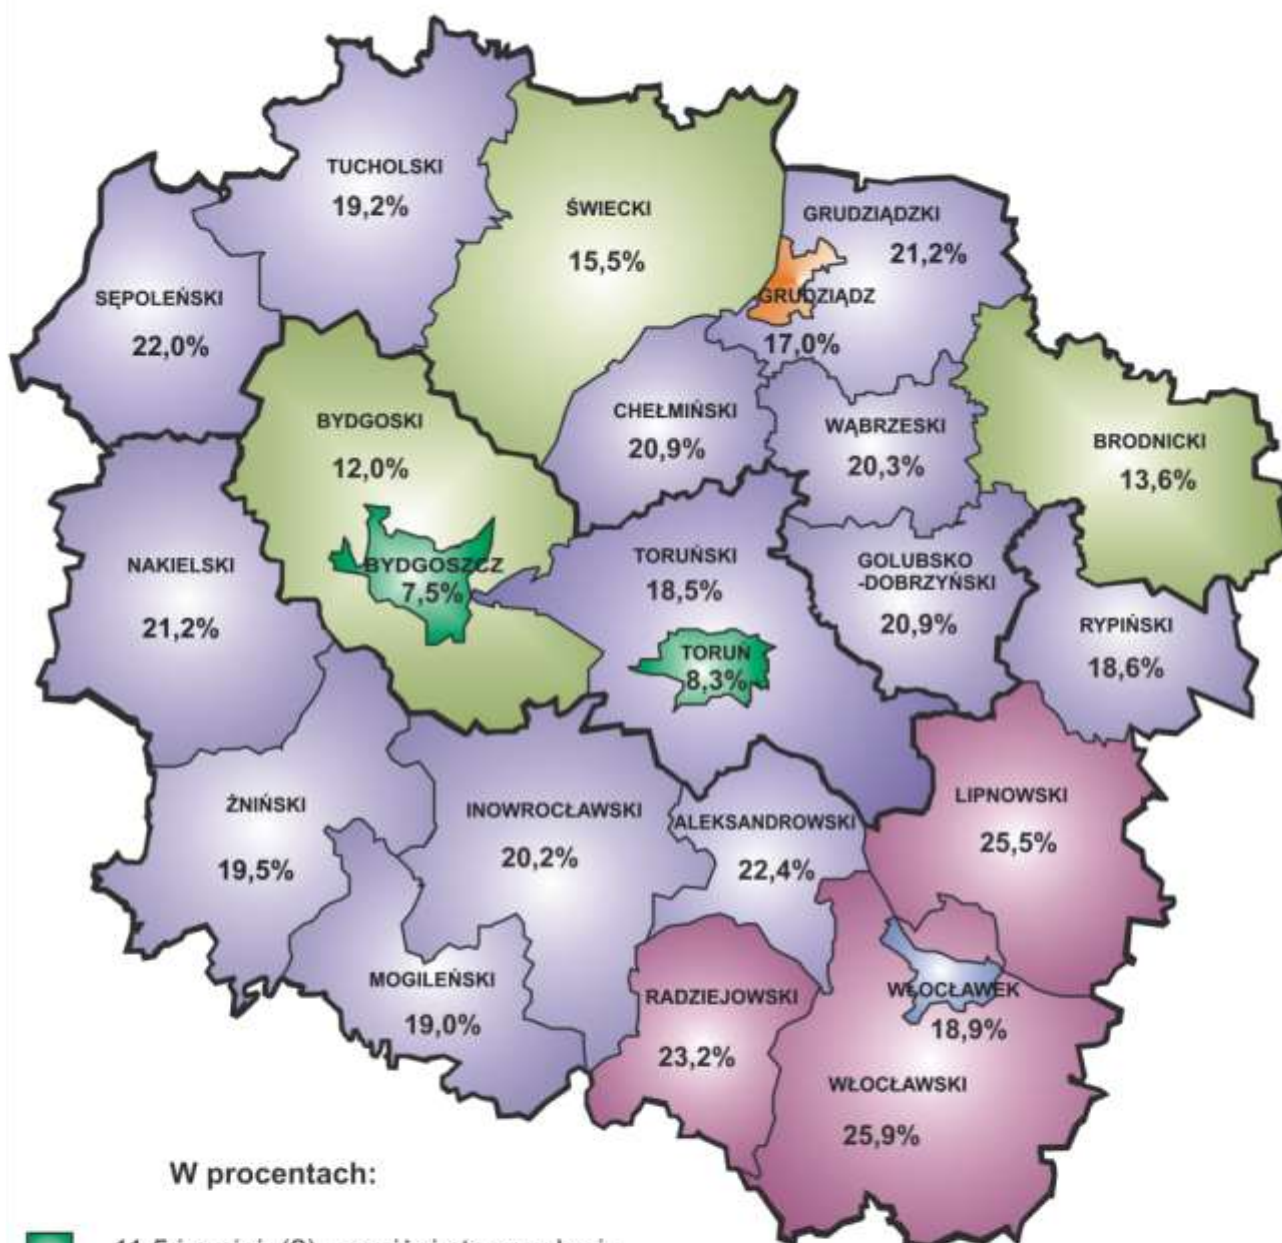 TUCHOLSKI
19,2%
ŚWIECKI
15,5%
GRUDZIĄDZKI
21,2%
SĘPOLEŃSKI
22,0%
GRUDZIĄDZ
17,0%
BYDGOSKI
12,0%
CHEŁMIŃSKI
20,9%
WĄBRZESKI
20,3%
BRODNICKI
13,6%
NAKIELSKI
21,2%
BYDGOSZCZ
7,5%
TORUŃSKI
18,5%
GOLUBSKO
-DOBRZYŃSKI
20,9%
RYPIŃSKI
18,6%
TORUŃ
8,3%
ŻNIŃSKI
19,5%
INOWROCŁAWSKI
20,2%
ALEKSANDROWSKI
22,4%
LIPNOWSKI
25,5%
MOGILEŃSKI
19,0%
RADZIEJOWSKI
23,2%
WŁOCŁAWEK
18,9%
WŁOCŁAWSKI
25,9%
W procentach: